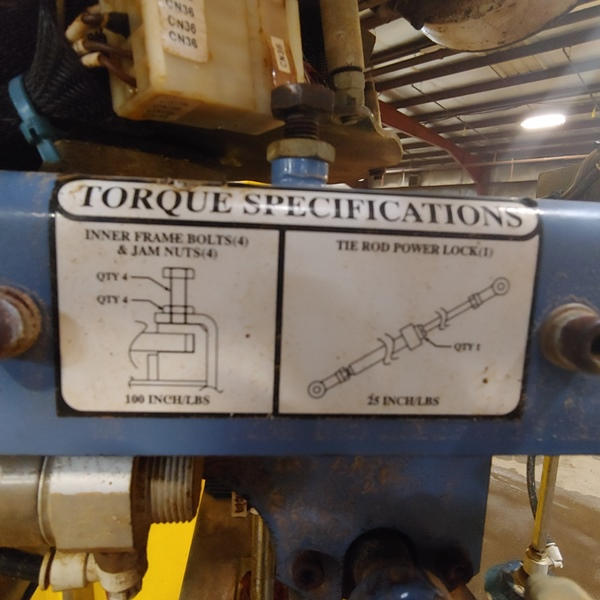 CN36
CN36
CN36
CN36
TORQUE SPECIFICATIONS
INNER FRAME BOLTS(4)
& JAM NUTS(4)
QTY 4
QTY 4
100 INCH/LBS
TIE ROD POWER LOCK(1)
QTY 1
25 INCH/LBS